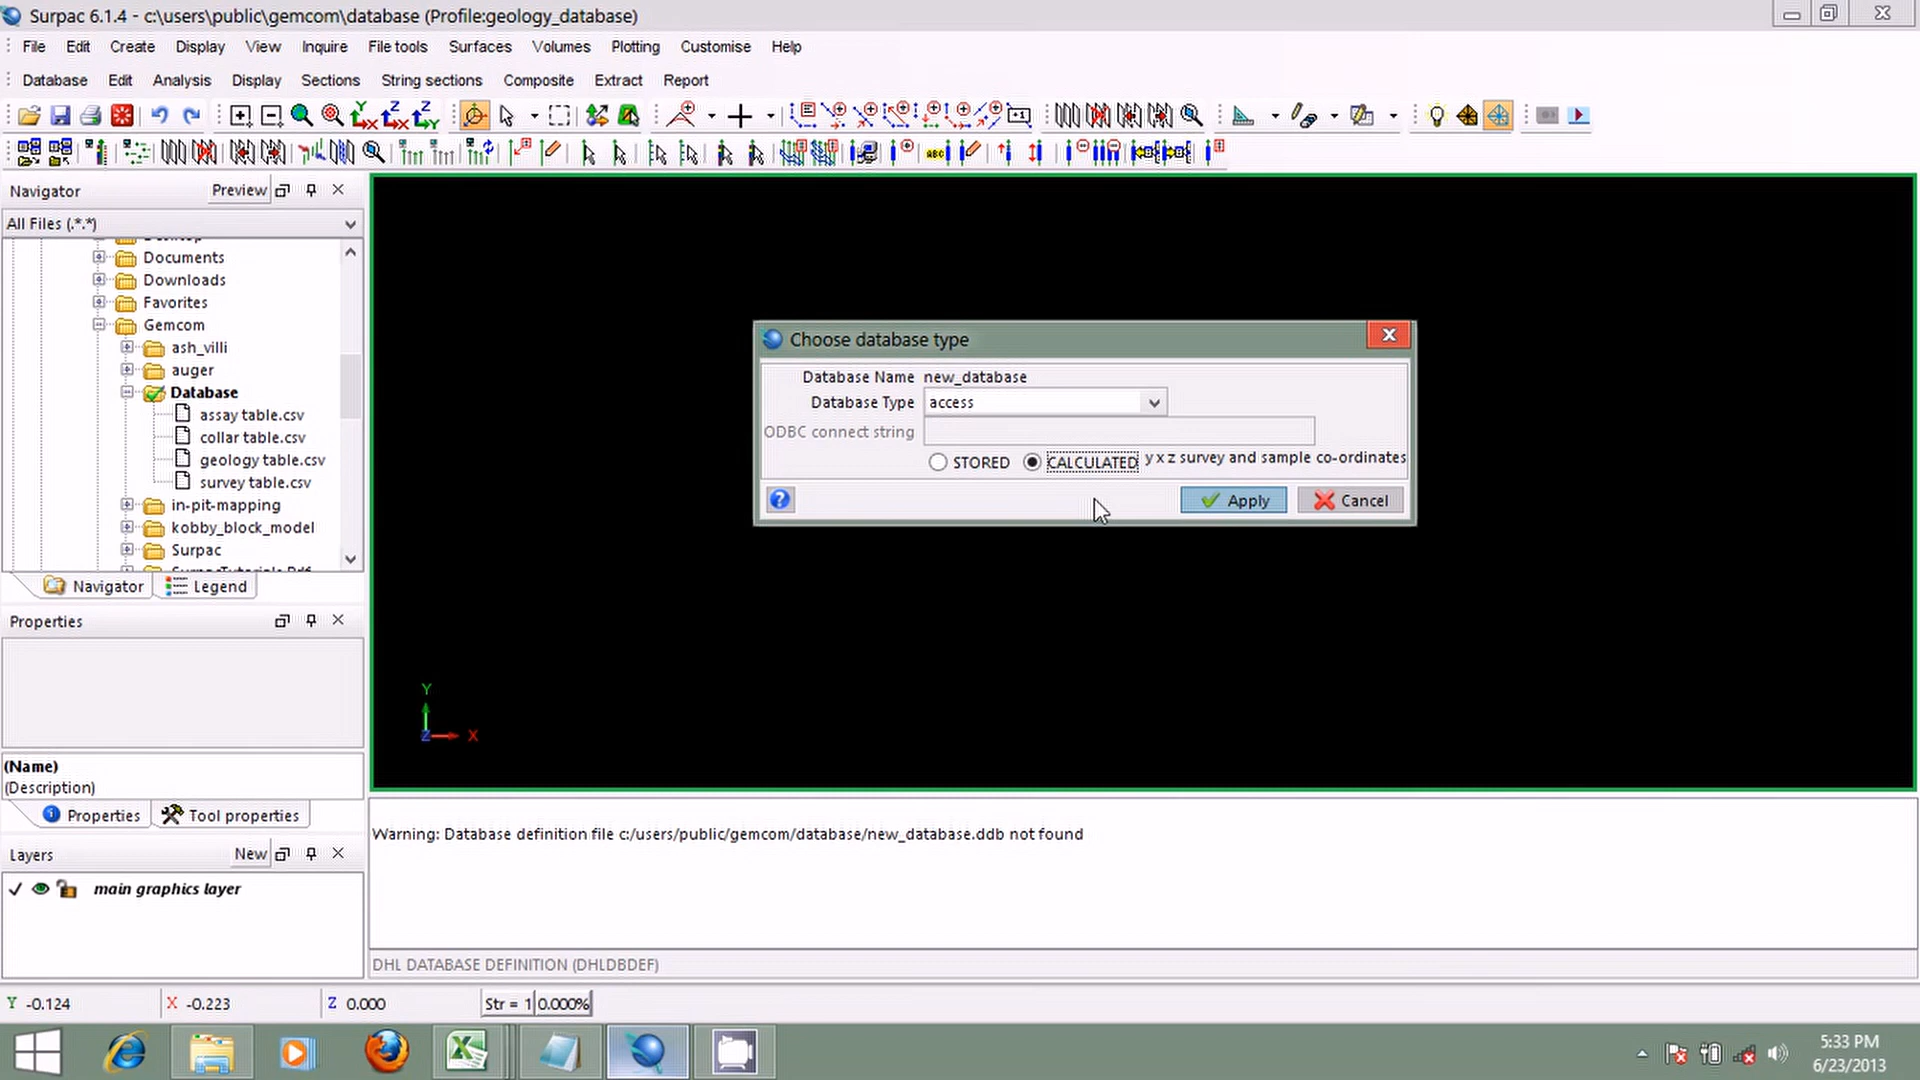 Surpac 6.1.4 - c:\users\public\gemcom\database (Profile:geology_database)
File Edit Create Display View Inquire File tools Surfaces Volumes Plotting Customise Help
Database Edit Analysis Display Sections String sections Composite Extract Report
Navigator Preview
All Files (.*.*)
Documents
Downloads
Favorites
Gemcom
ash_villi
auger
Database
assay table.csv
collar table.csv
geology table.csv
survey table.csv
in-pit-mapping
kobby_block_model
Surpac
Navigator Legend
Properties
(Name)
(Description)
Properties Tool properties
Layers New
main graphics layer
Choose database type
Database Name new_database
Database Type access
ODBC connect string
STORED CALCULATED y x z survey and sample co-ordinates
Apply Cancel
Y
Z X
Warning: Database definition file c:/users/public/gemcom/database/new_database.ddb not found
DHL DATABASE DEFINITION (DHLDBDEF)
Y -0.124 X -0.223 Z 0.000 Str = 1 0.000%
5:33 PM
6/23/2013